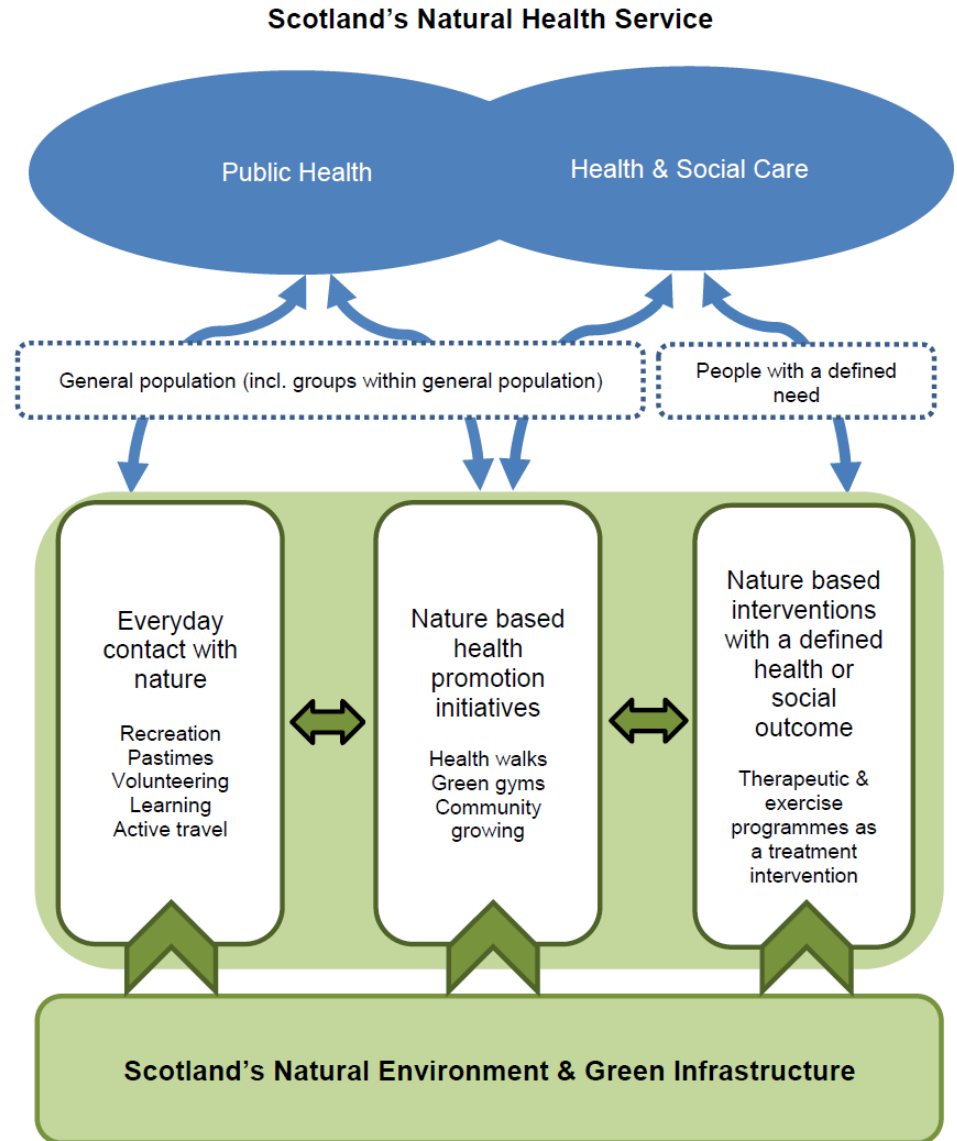 Scotland’s Natural Health Service
Public Health
Health & Social Care
General population (incl. groups within general population)
People with a defined
need
Everyday
contact with
nature
Recreation
Pastimes
Volunteering
Learning
Active travel
Nature based
health
promotion
initiatives
Health walks
Green gyms
Community
growing
Nature based
interventions
with a defined
health or
social
outcome
Therapeutic &
exercise
programmes as
a treatment
intervention
Scotland’s Natural Environment & Green Infrastructure